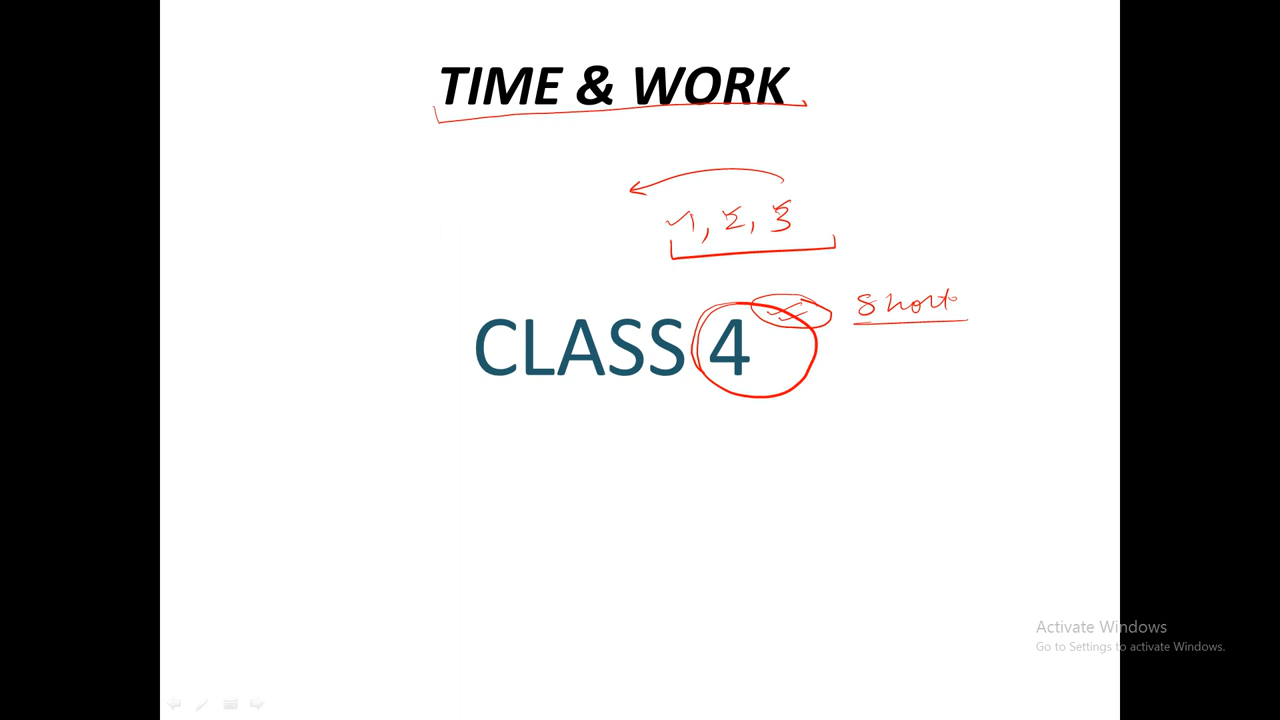 TIME & WORK
1, 2, 3
CLASS 4
Short
Activate Windows
Go to Settings to activate Windows.